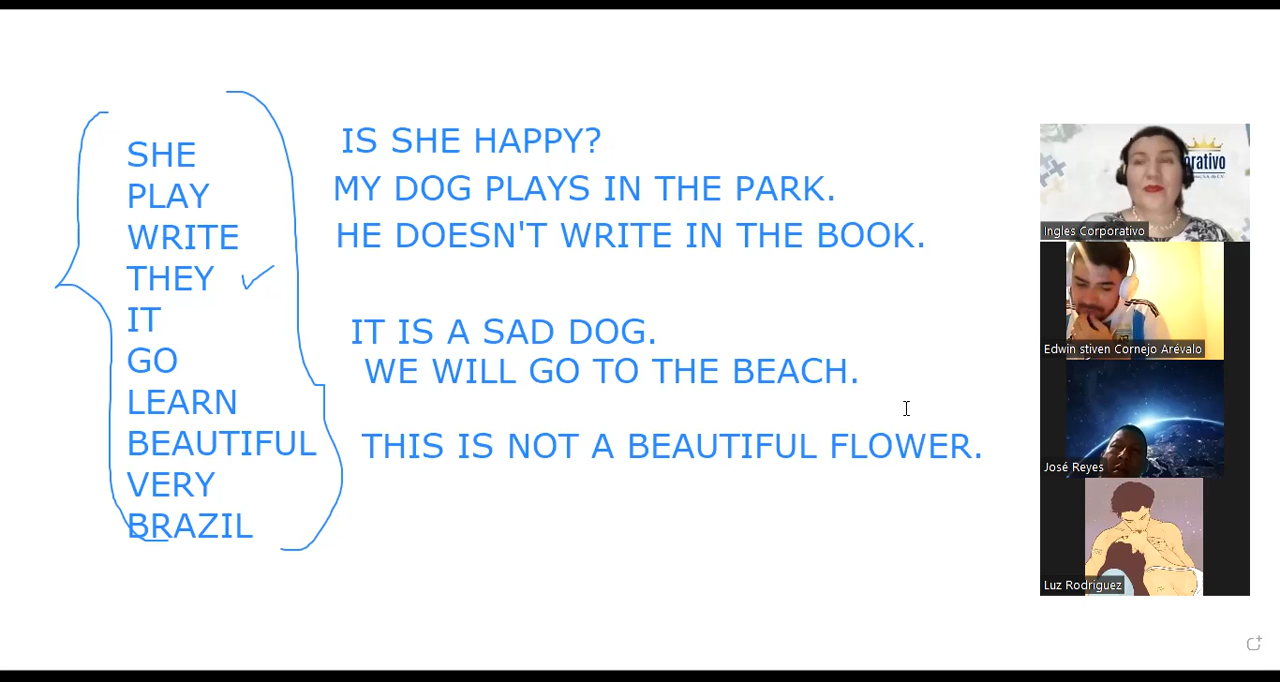 SHE
PLAY
WRITE
THEY
IT
GO
LEARN
BEAUTIFUL
VERY
BRAZIL
IS SHE HAPPY?
MY DOG PLAYS IN THE PARK.
HE DOESN'T WRITE IN THE BOOK.
IT IS A SAD DOG.
WE WILL GO TO THE BEACH.
THIS IS NOT A BEAUTIFUL FLOWER.
Ingles Corporativo
Edwin stiven Cornejo Arévalo
José Reyes
Luz Rodríguez